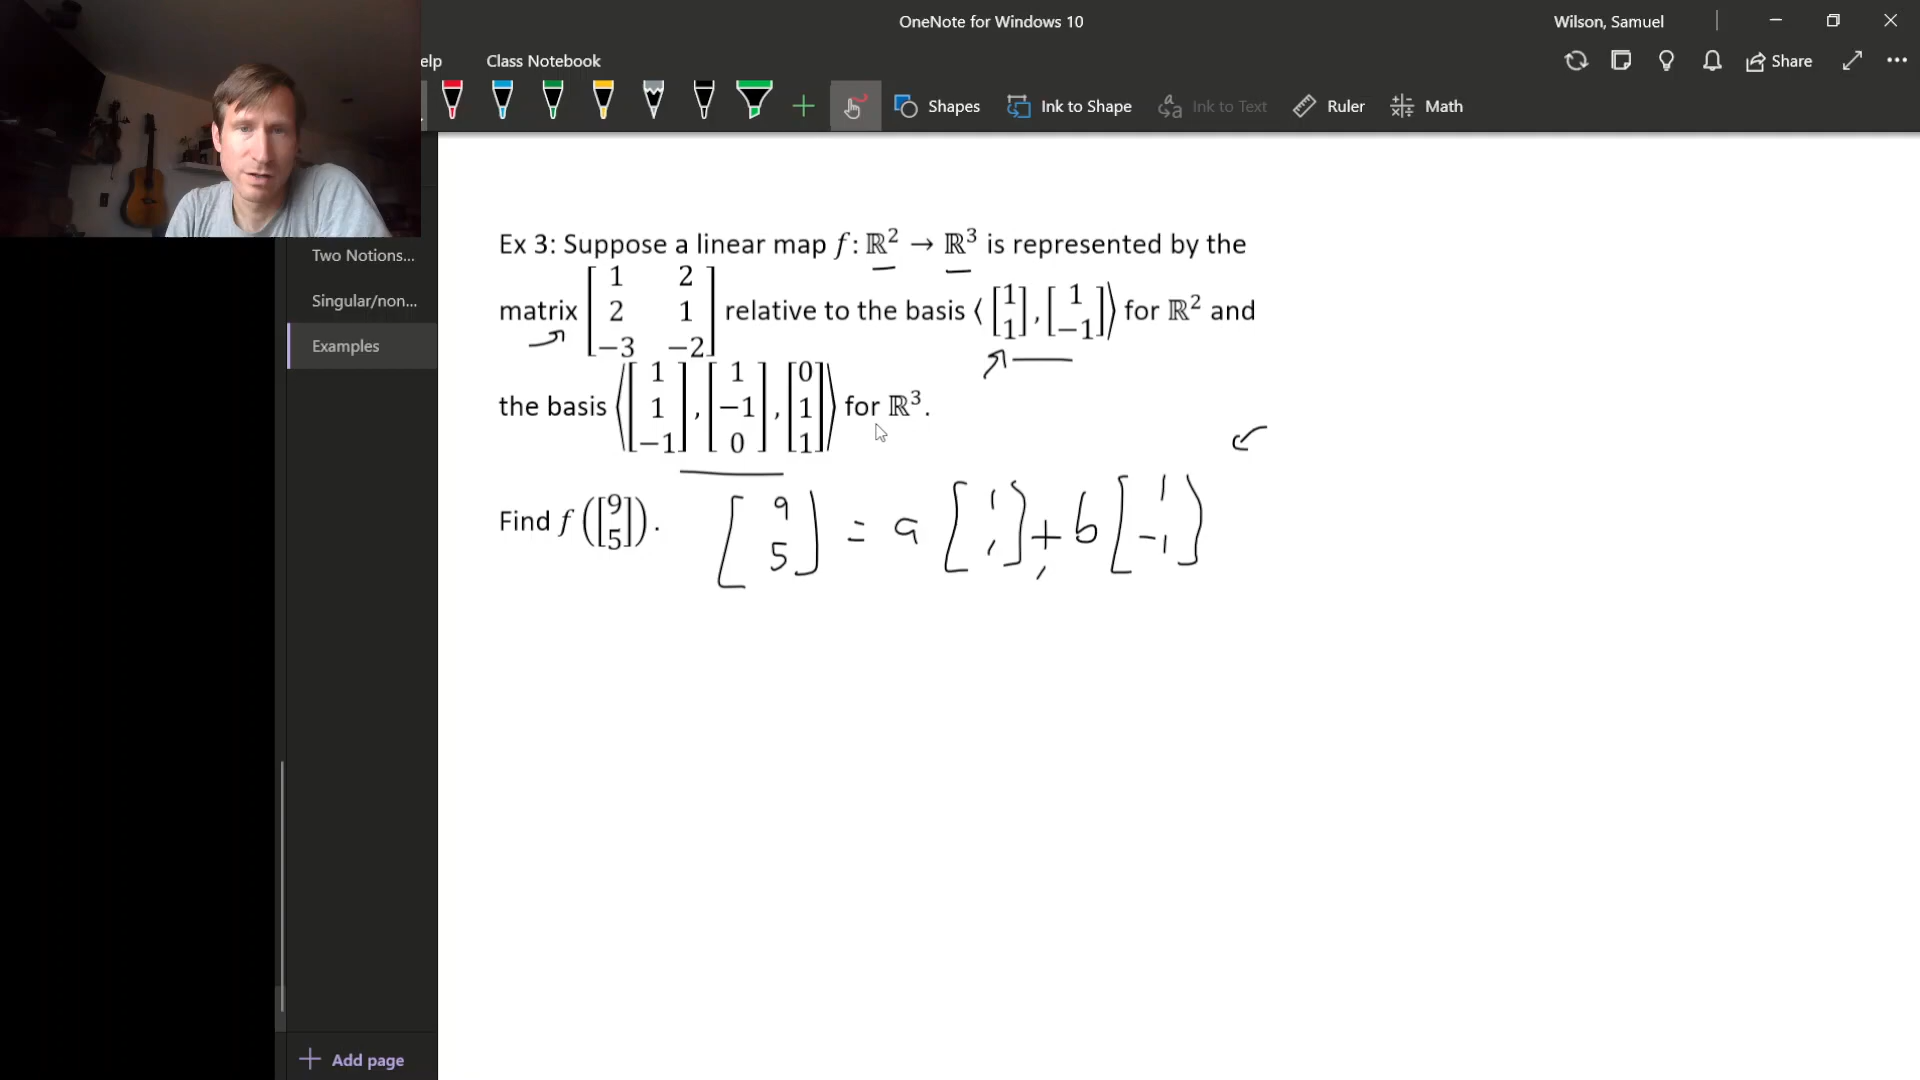 OneNote for Windows 10
Wilson, Samuel
elp Class Notebook
Share
Shapes Ink to Shape Ink to Text Ruler Math
Two Notions...
Singular/non...
Examples
Add page
Ex 3: Suppose a linear map f: ℝ² → ℝ³ is represented by the
matrix [1 2; 2 1; −3 −2] relative to the basis ⟨[1; 1], [1; −1]⟩ for ℝ² and
the basis ⟨[1; 1; −1], [1; −1; 0], [0; 1; 1]⟩ for ℝ³.
Find f([9; 5]). [9; 5] = a [1; 1] + b [1; -1]